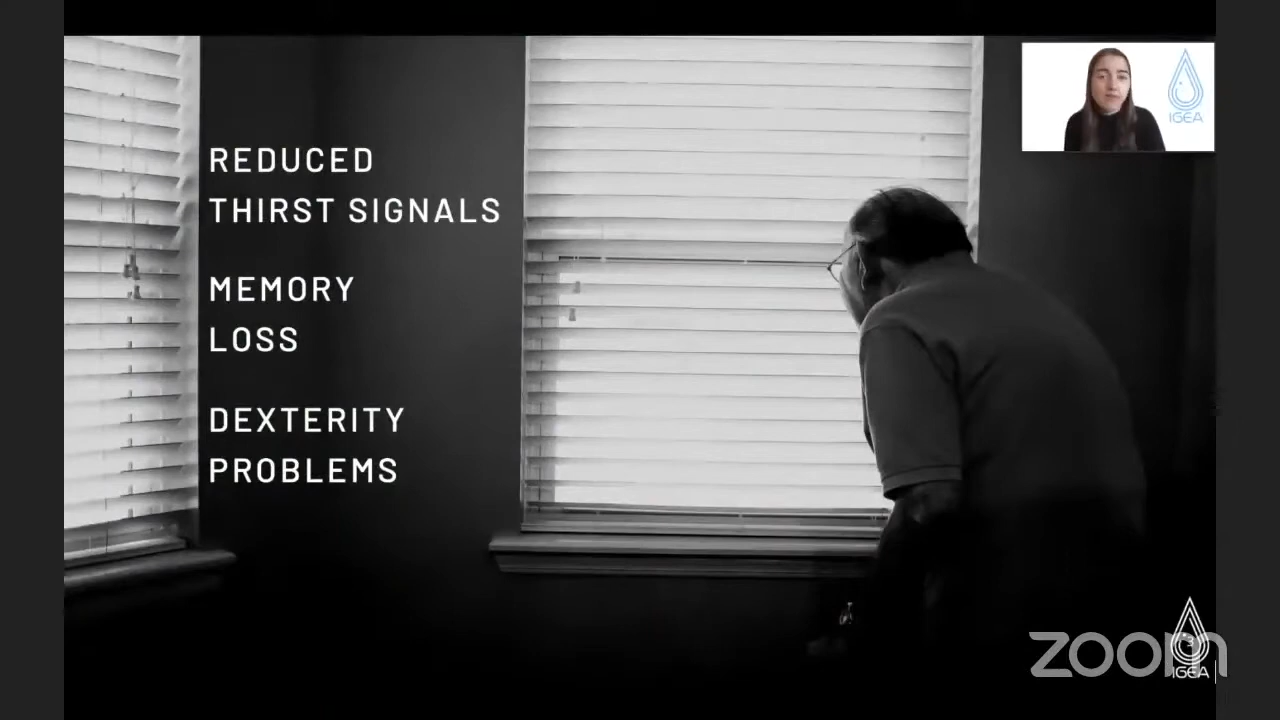 REDUCED
THIRST SIGNALS
MEMORY
LOSS
DEXTERITY
PROBLEMS
IGEA
zoom
IGEA